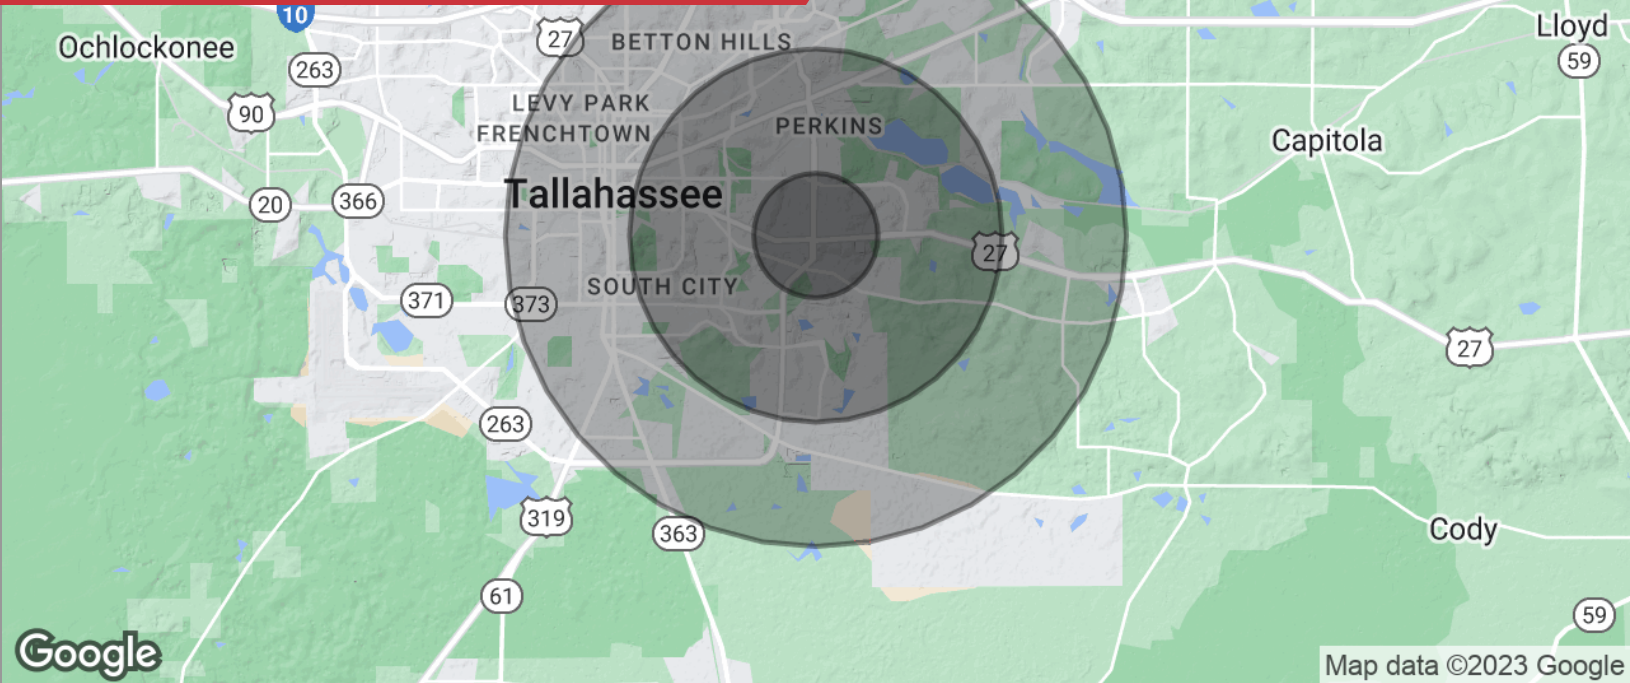 10
Lloyd
27
BETTON HILLS
Ochlockonee
59
263
LEVY PARK
90
PERKINS
FRENCHTOWN
Capitola
Tallahassee
20
366
27
SOUTH CITY
371
373
27
263
319
363
Cody
61
59
Google
Map data ©2023 Google